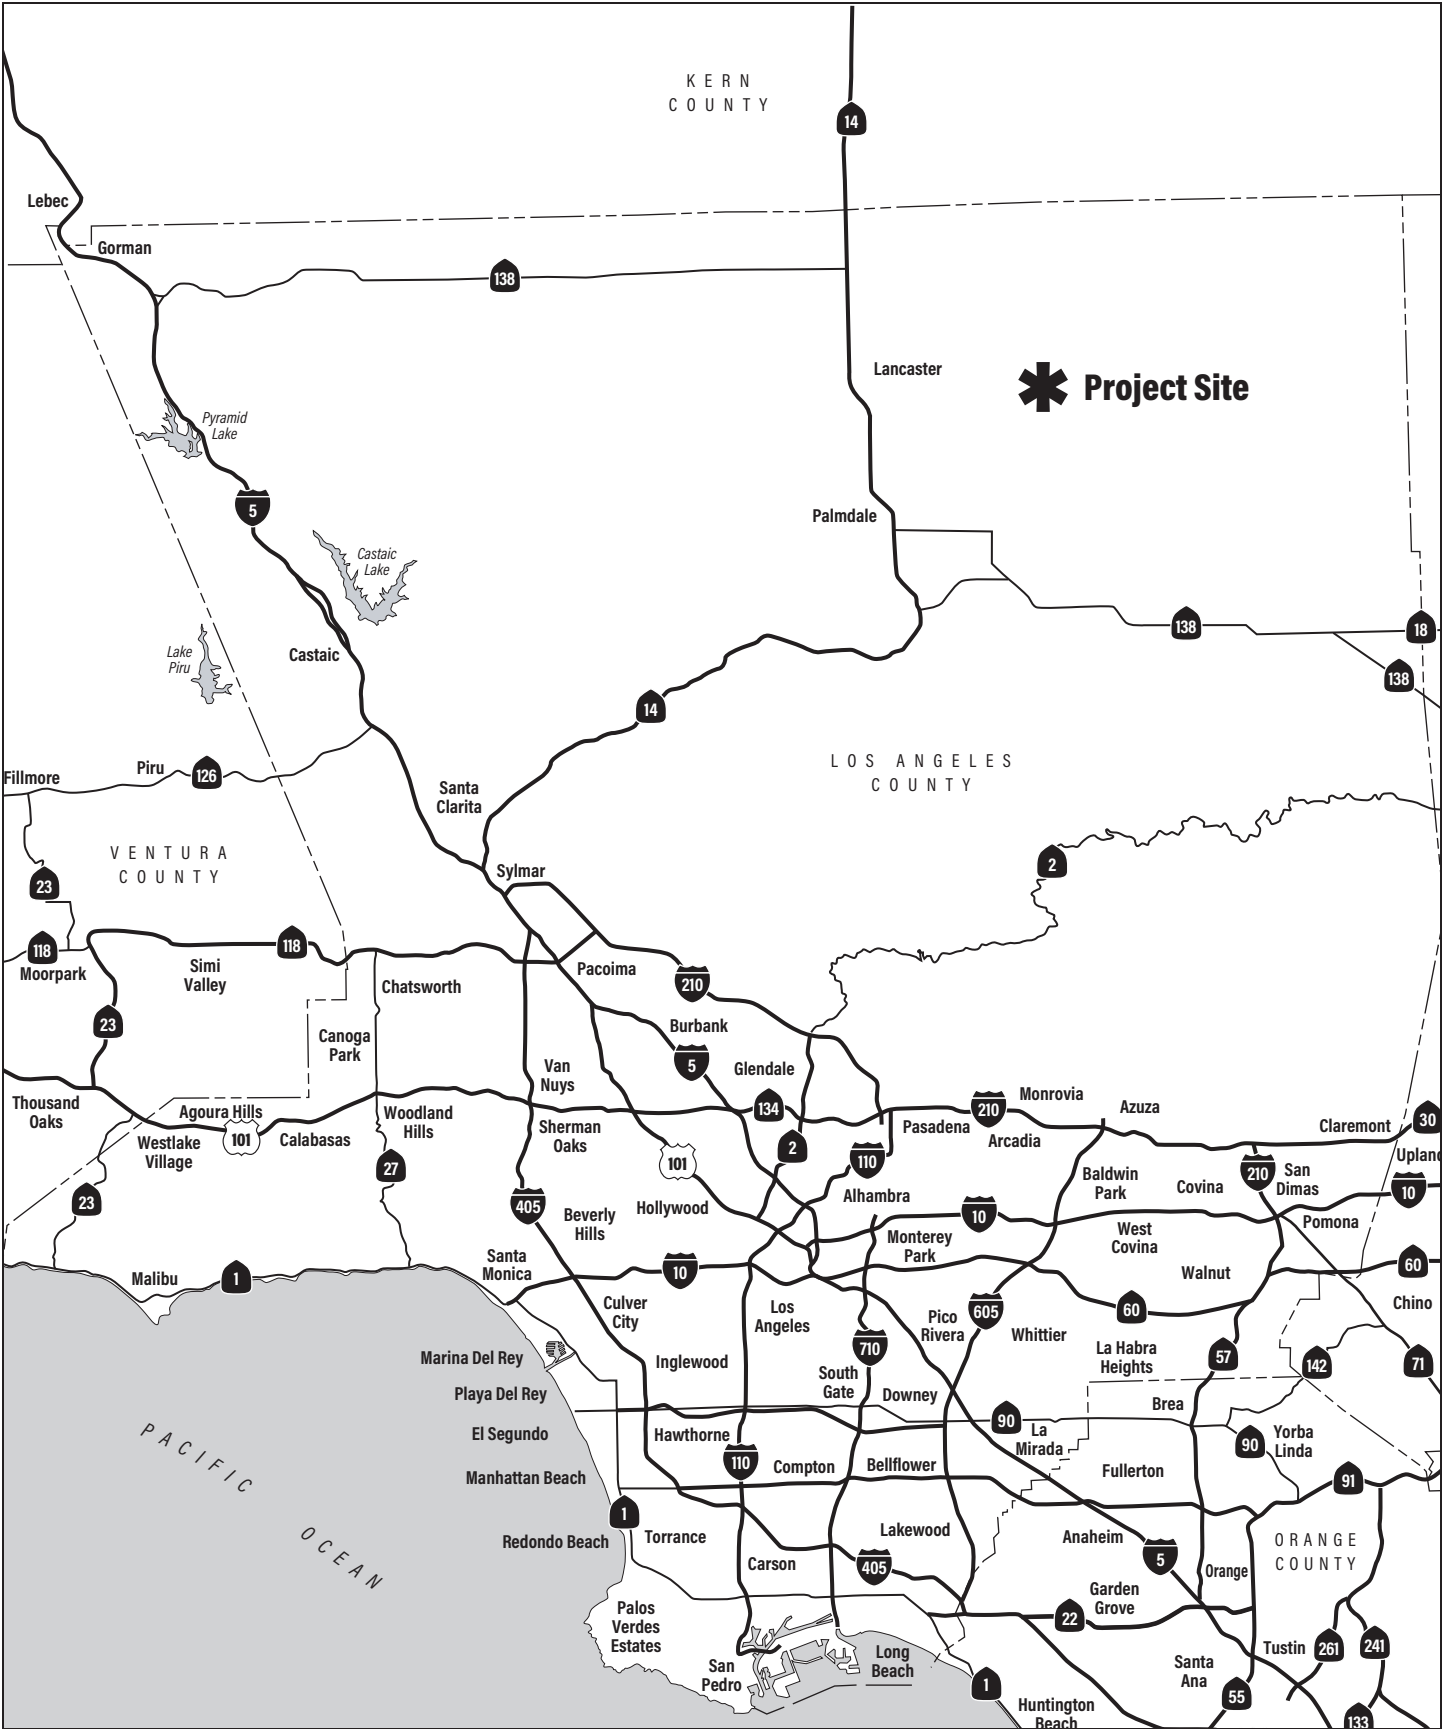 KERN
COUNTY
14
Lebec
Gorman
138
Lancaster
Project Site
Pyramid
Lake
5
Palmdale
Castaic
Lake
138
18
Lake
Piru
Castaic
138
14
LOS ANGELES
COUNTY
Fillmore
Piru
126
Santa
Clarita
VENTURA
COUNTY
2
23
Sylmar
118
118
Moorpark
Simi
Valley
Chatsworth
Pacoima
210
23
Canoga
Park
Burbank
5
Van
Nuys
Glendale
Thousand
Oaks
Agoura Hills
101
Westlake
Village
Calabasas
Woodland
Hills
Sherman
Oaks
134
210
Monrovia
Azuza
Pasadena
Arcadia
Claremont
30
Upland
2
110
101
27
23
405
Alhambra
Baldwin
Park
Covina
210
San
Dimas
10
Hollywood
Beverly
Hills
10
Monterey
Park
West
Covina
Pomona
Santa
Monica
Malibu
1
10
Walnut
60
Culver
City
Los
Angeles
Pico
Rivera
605
Whittier
60
Chino
Marina Del Rey
Inglewood
710
South
Gate
La Habra
Heights
57
142
71
Playa Del Rey
Downey
Brea
El Segundo
Hawthorne
90
La
Mirada
90
Yorba
Linda
PACIFIC
OCEAN
Manhattan Beach
110
Compton
Bellflower
Fullerton
91
1
Redondo Beach
Torrance
Lakewood
Anaheim
ORANGE
COUNTY
Carson
405
5
Orange
Garden
Grove
22
Palos
Verdes
Estates
San
Pedro
Long
Beach
1
Tustin
261
241
Santa
Ana
55
Huntington
Beach
133